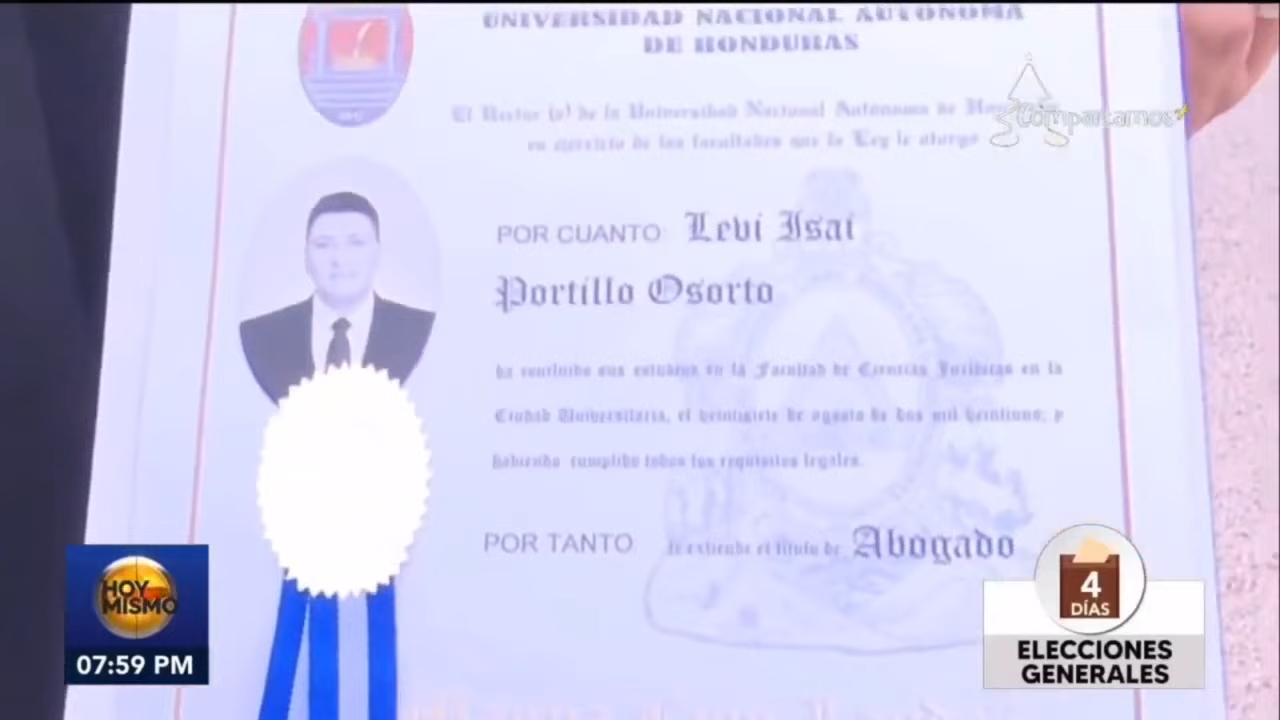 UNIVERSIDAD NACIONAL AUTÓNOMA
DE HONDURAS
El Rector (a) de la Universidad Nacional Autónoma de
en ejercicio de las facultades que la Ley le otorga
Compartamos
POR CUANTO Levi Isai
Portillo Osorto
ha concluido sus estudios en la Facultad de Ciencias Jurídicas en la
Ciudad Universitaria, el veintisiete de agosto de dos mil veintiuno; y
habiendo cumplido todos los requisitos legales.
POR TANTO le extiende el título de Abogado
HOY
MISMO
07:59 PM
4
DÍAS
ELECCIONES
GENERALES